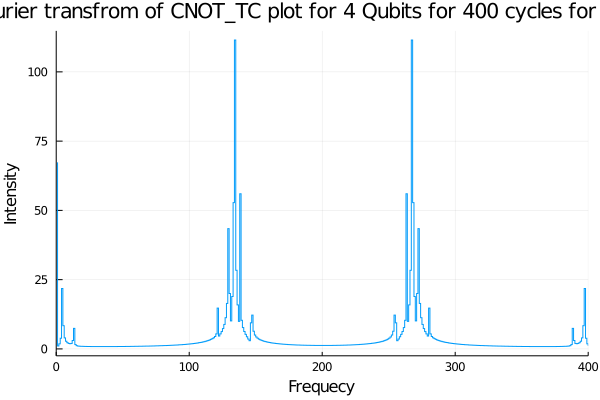 urier transfrom of CNOT_TC plot for 4 Qubits for 400 cycles for
Intensity
100
75
50
25
0
0 100 200 300 400
Frequecy